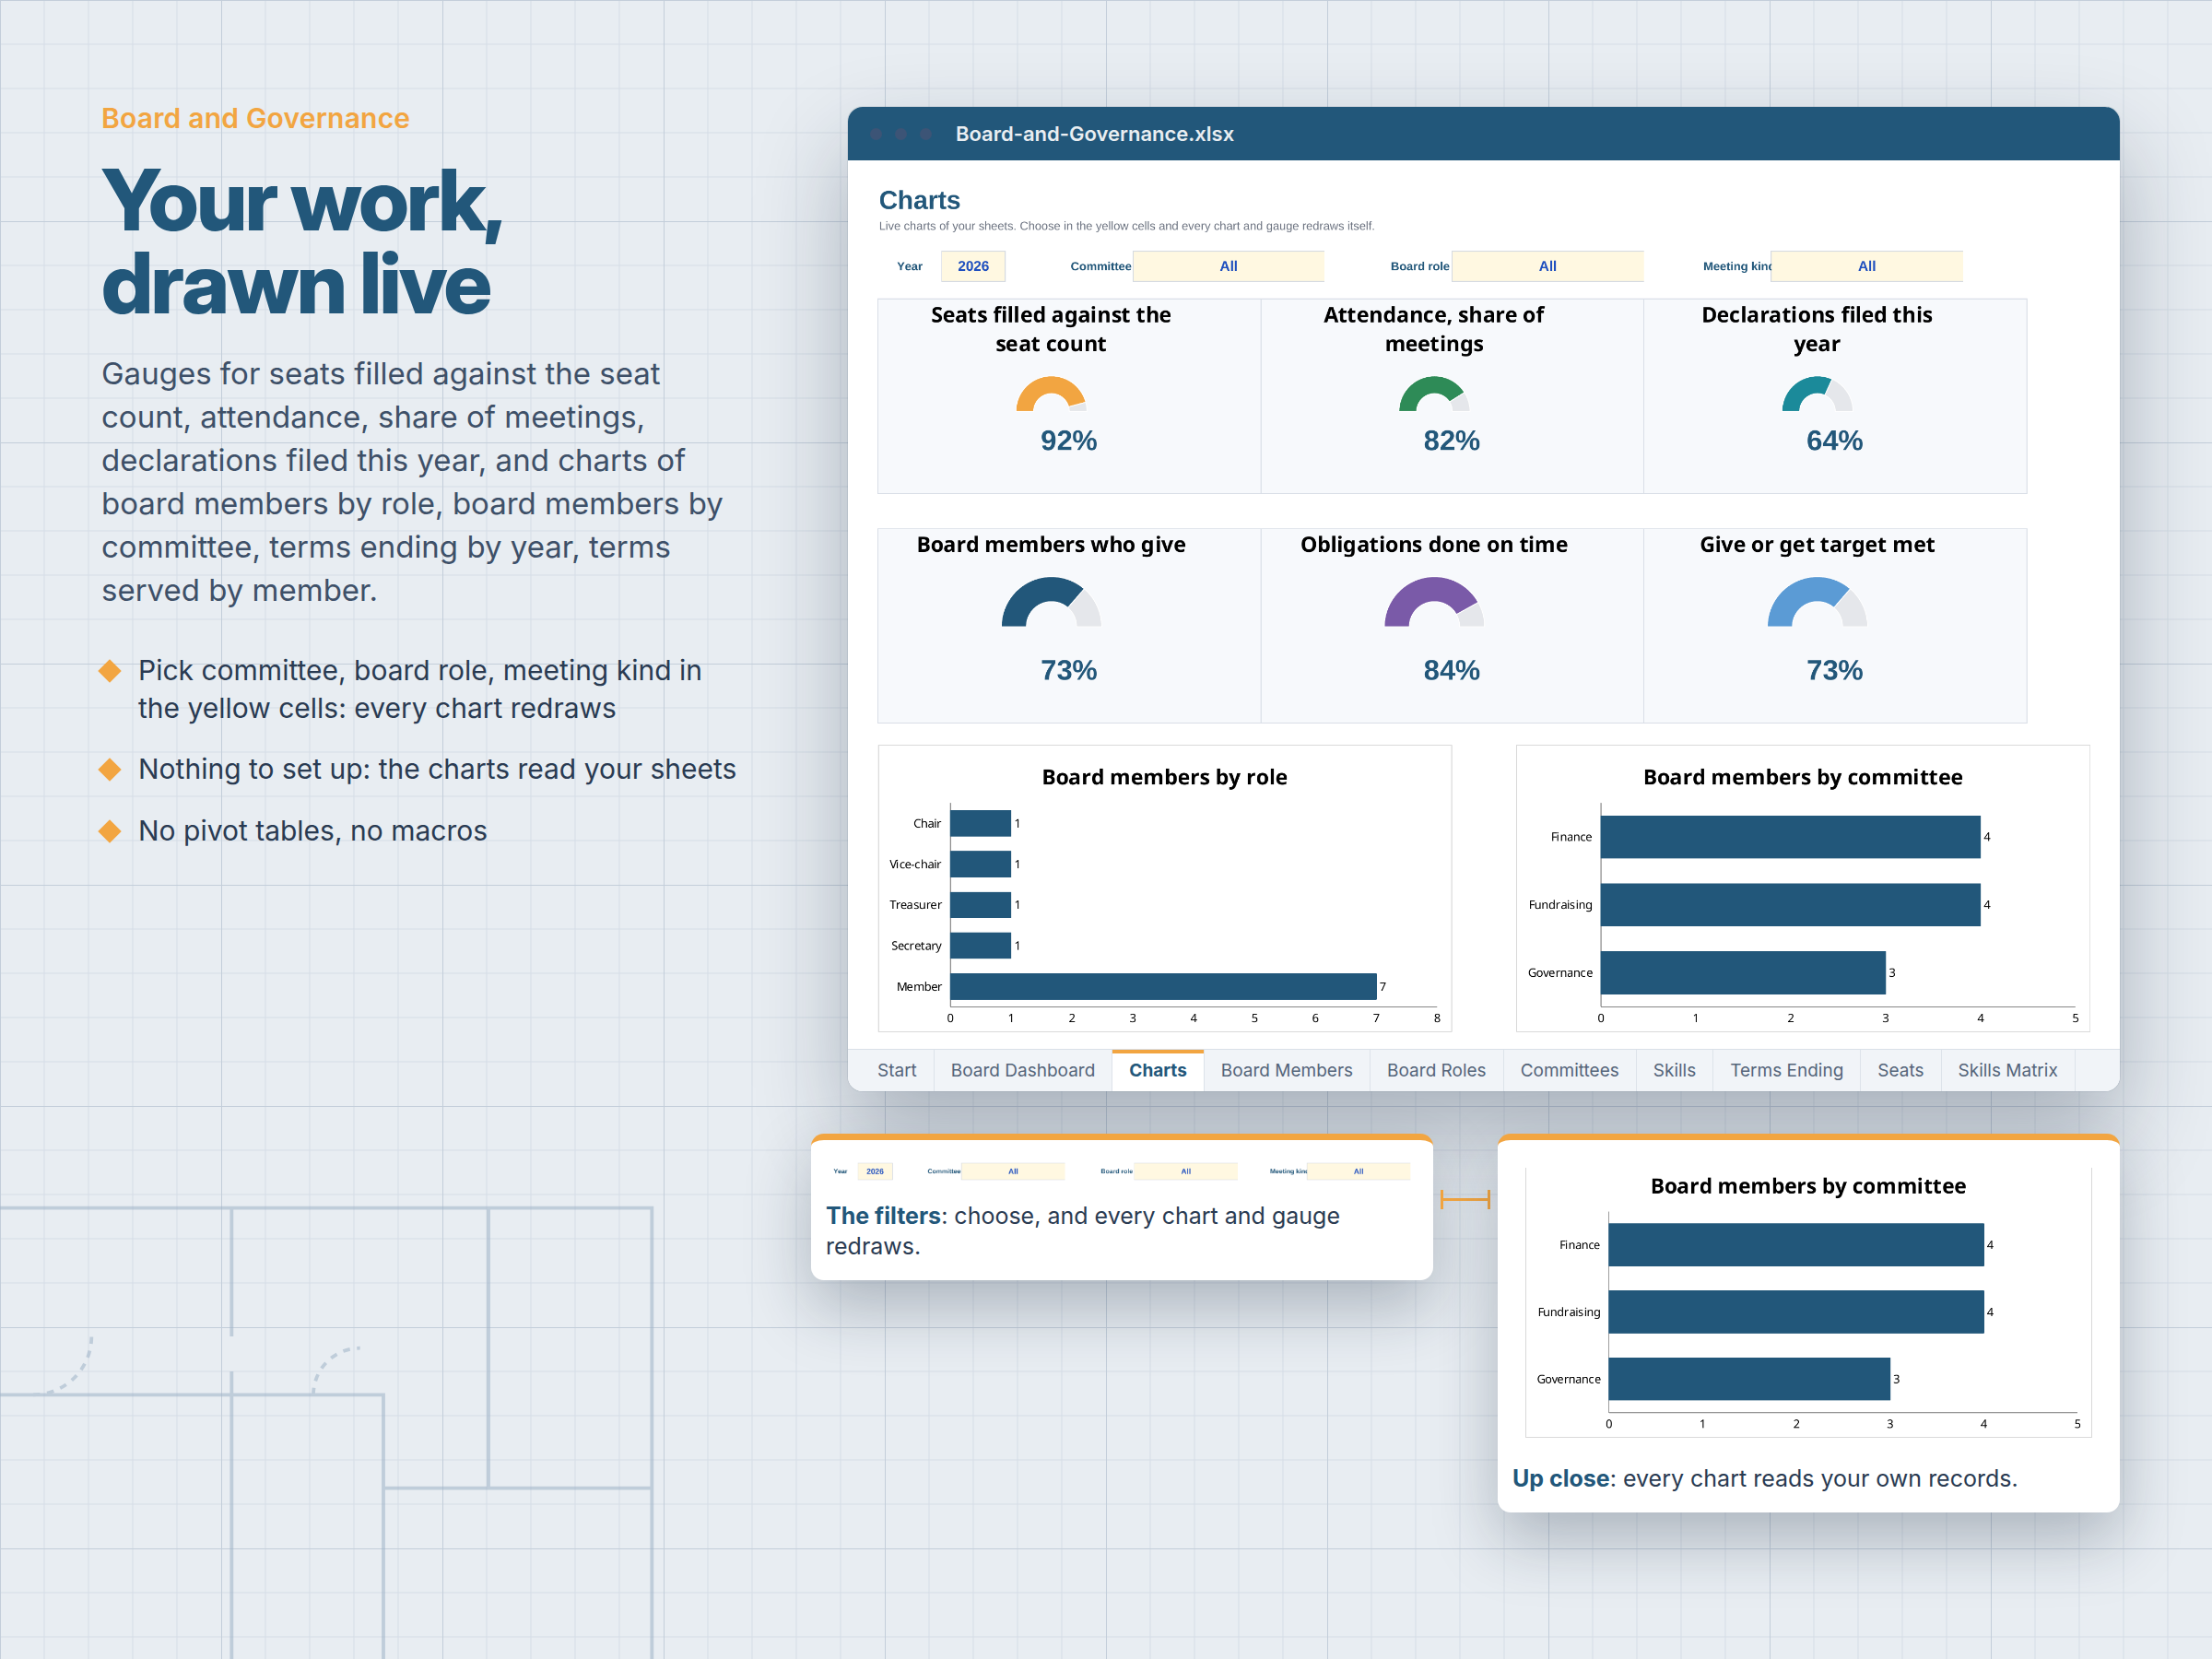 Board and Governance
Your work,
drawn live
Gauges for seats filled against the seat
count, attendance, share of meetings,
declarations filed this year, and charts of
board members by role, board members by
committee, terms ending by year, terms
served by member.
Pick committee, board role, meeting kind in
the yellow cells: every chart redraws
Nothing to set up: the charts read your sheets
No pivot tables, no macros
Board-and-Governance.xlsx
Charts
Live charts of your sheets. Choose in the yellow cells and every chart and gauge redraws itself.
Year 2026 Committee All Board role All Meeting kind All
Seats filled against the
seat count
92%
Attendance, share of
meetings
82%
Declarations filed this
year
64%
Board members who give
73%
Obligations done on time
84%
Give or get target met
73%
Board members by role
Chair 1
Vice-chair 1
Treasurer 1
Secretary 1
Member 7
0 1 2 3 4 5 6 7 8
Board members by committee
Finance 4
Fundraising 4
Governance 3
0 1 2 3 4 5
Start Board Dashboard Charts Board Members Board Roles Committees Skills Terms Ending Seats Skills Matrix
Year 2026 Committee All Board role All Meeting kind All
The filters: choose, and every chart and gauge
redraws.
Board members by committee
Finance 4
Fundraising 4
Governance 3
0 1 2 3 4 5
Up close: every chart reads your own records.